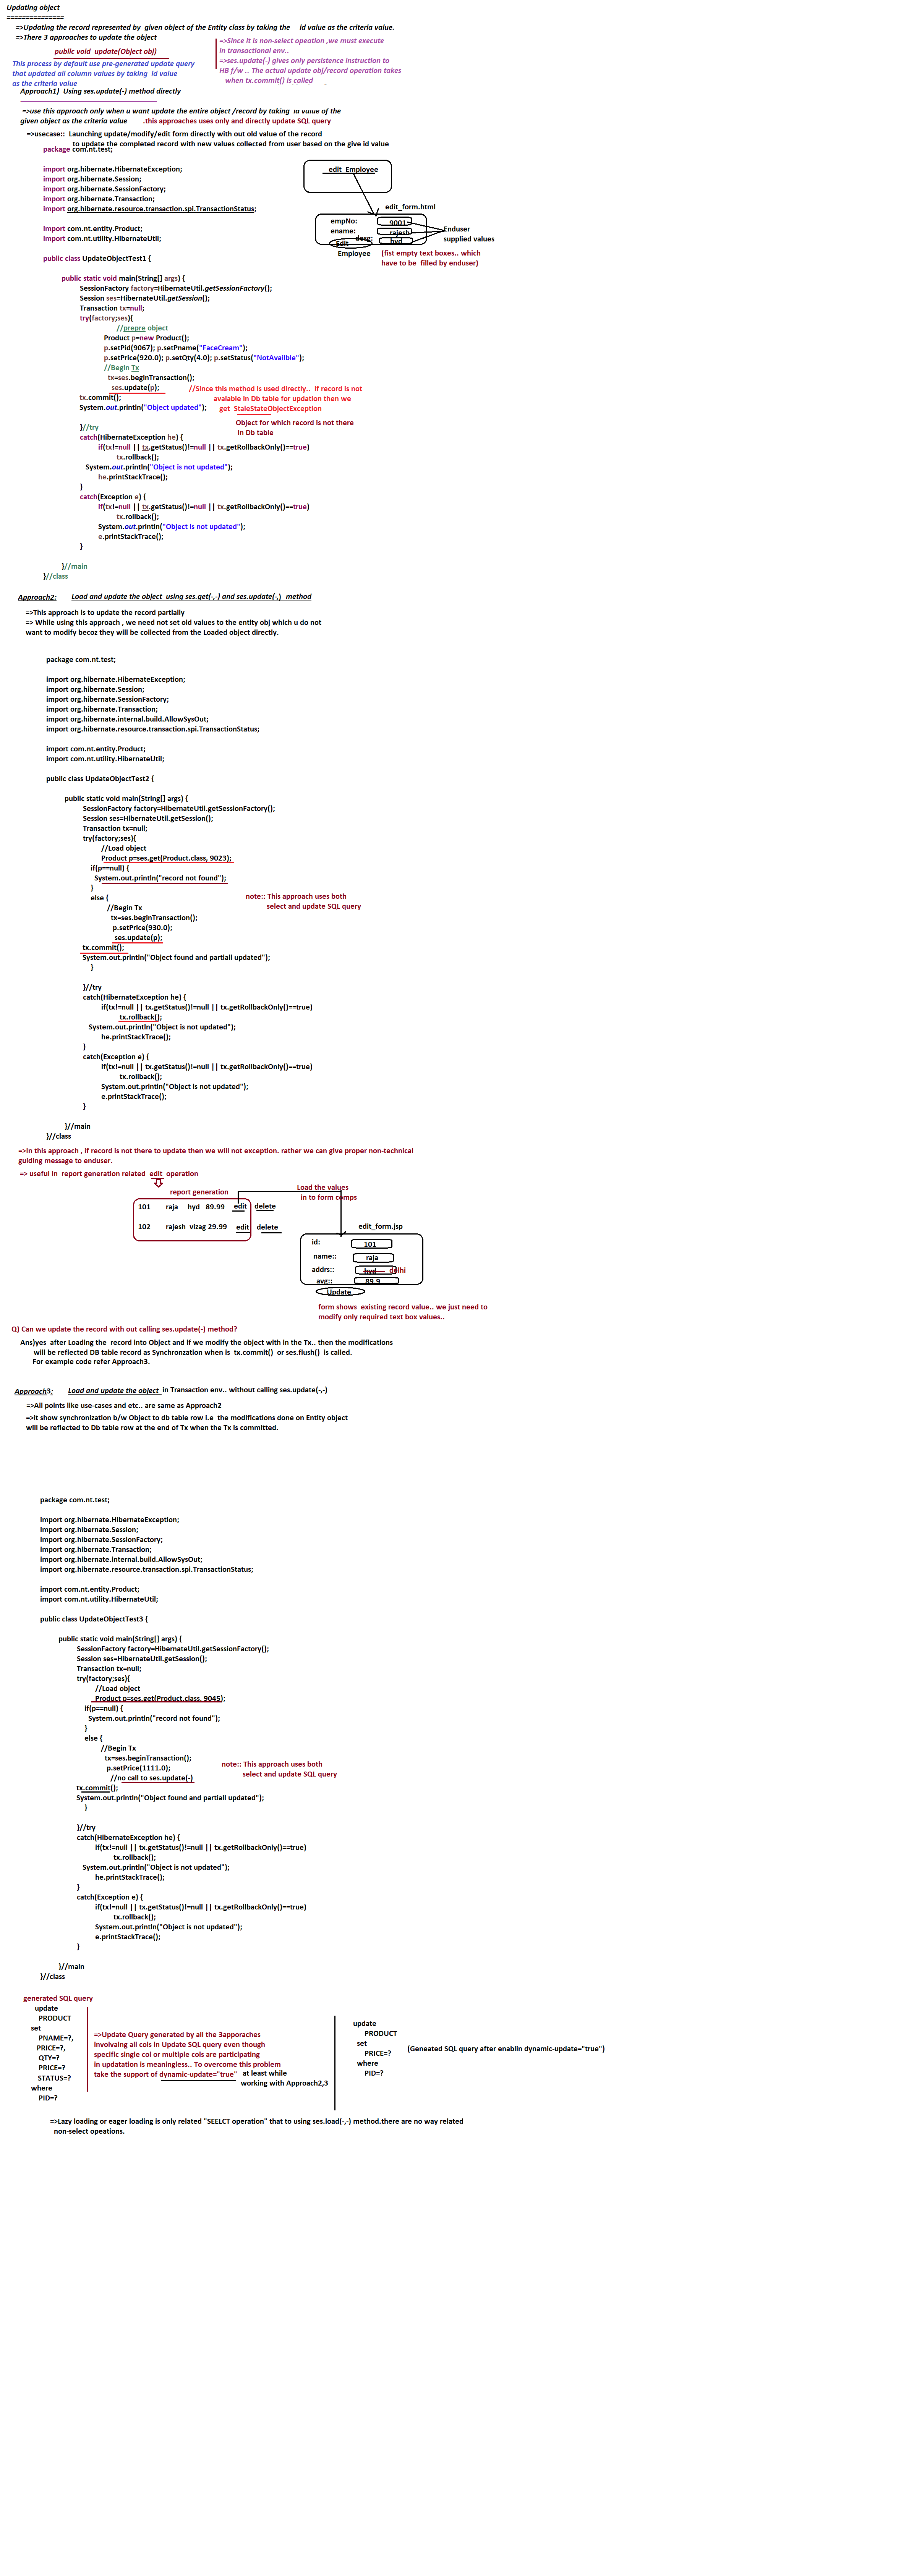 Updating object
===============
=>Updating the record represented by given object of the Entity class by taking the id value as the criteria value.
=>There 3 approaches to update the object
public void update(Object obj)
This process by default use pre-generated update query
that updated all column values by taking id value
as the criteria value
=>Since it is non-select opeation ,we must execute
in transactional env..
=>ses.update(-) gives only persistence instruction to
HB f/w .. The actual update obj/record operation takes
when tx.commit() is called
Approach1) Using ses.update(-) method directly
=>use this approach only when u want update the entire object /record by taking id value of the
given object as the criteria value .this approaches uses only and directly update SQL query
=>usecase:: Launching update/modify/edit form directly with out old value of the record
to update the completed record with new values collected from user based on the give id value
package com.nt.test;
import org.hibernate.HibernateException;
import org.hibernate.Session;
import org.hibernate.SessionFactory;
import org.hibernate.Transaction;
import org.hibernate.resource.transaction.spi.TransactionStatus;
import com.nt.entity.Product;
import com.nt.utility.HibernateUtil;
edit Employee
edit_form.html
empNo: 9001
ename: rajesh
desg: hyd
Edit
Employee
Enduser
supplied values
(fist empty text boxes.. which
have to be filled by enduser)
public class UpdateObjectTest1 {
public static void main(String[] args) {
SessionFactory factory=HibernateUtil.getSessionFactory();
Session ses=HibernateUtil.getSession();
Transaction tx=null;
try(factory;ses){
//prepre object
Product p=new Product();
p.setPid(9067); p.setPname("FaceCream");
p.setPrice(920.0); p.setQty(4.0); p.setStatus("NotAvailble");
//Begin Tx
tx=ses.beginTransaction();
ses.update(p);
tx.commit();
System.out.println("Object updated");
//Since this method is used directly.. if record is not
avaiable in Db table for updation then we
get StaleStateObjectException
Object for which record is not there
in Db table
}//try
catch(HibernateException he) {
if(tx!=null || tx.getStatus()!=null || tx.getRollbackOnly()==true)
tx.rollback();
System.out.println("Object is not updated");
he.printStackTrace();
}
catch(Exception e) {
if(tx!=null || tx.getStatus()!=null || tx.getRollbackOnly()==true)
tx.rollback();
System.out.println("Object is not updated");
e.printStackTrace();
}
}//main
}//class
Approach2: Load and update the object using ses.get(-,-) and ses.update(-,) method
=>This approach is to update the record partially
=> While using this approach , we need not set old values to the entity obj which u do not
want to modify becoz they will be collected from the Loaded object directly.
package com.nt.test;
import org.hibernate.HibernateException;
import org.hibernate.Session;
import org.hibernate.SessionFactory;
import org.hibernate.Transaction;
import org.hibernate.internal.build.AllowSysOut;
import org.hibernate.resource.transaction.spi.TransactionStatus;
import com.nt.entity.Product;
import com.nt.utility.HibernateUtil;
public class UpdateObjectTest2 {
public static void main(String[] args) {
SessionFactory factory=HibernateUtil.getSessionFactory();
Session ses=HibernateUtil.getSession();
Transaction tx=null;
try(factory;ses){
//Load object
Product p=ses.get(Product.class, 9023);
if(p==null) {
System.out.println("record not found");
}
else {
//Begin Tx
tx=ses.beginTransaction();
p.setPrice(930.0);
ses.update(p);
tx.commit();
System.out.println("Object found and partiall updated");
}
note:: This approach uses both
select and update SQL query
}//try
catch(HibernateException he) {
if(tx!=null || tx.getStatus()!=null || tx.getRollbackOnly()==true)
tx.rollback();
System.out.println("Object is not updated");
he.printStackTrace();
}
catch(Exception e) {
if(tx!=null || tx.getStatus()!=null || tx.getRollbackOnly()==true)
tx.rollback();
System.out.println("Object is not updated");
e.printStackTrace();
}
}//main
}//class
=>In this approach , if record is not there to update then we will not exception. rather we can give proper non-technical
guiding message to enduser.
=> useful in report generation related edit operation
report generation
101 raja hyd 89.99 edit delete
102 rajesh vizag 29.99 edit delete
Load the values
in to form comps
edit_form.jsp
id: 101
name:: raja
addrs:: hyd delhi
avg:: 89.9
Update
form shows existing record value.. we just need to
modify only required text box values..
Q) Can we update the record with out calling ses.update(-) method?
Ans)yes after Loading the record into Object and if we modify the object with in the Tx.. then the modifications
will be reflected DB table record as Synchronzation when is tx.commit() or ses.flush() is called.
For example code refer Approach3.
Approach3: Load and update the object in Transaction env.. without calling ses.update(-,-)
=>All points like use-cases and etc.. are same as Approach2
=>it show synchronization b/w Object to db table row i.e the modifications done on Entity object
will be reflected to Db table row at the end of Tx when the Tx is committed.
package com.nt.test;
import org.hibernate.HibernateException;
import org.hibernate.Session;
import org.hibernate.SessionFactory;
import org.hibernate.Transaction;
import org.hibernate.internal.build.AllowSysOut;
import org.hibernate.resource.transaction.spi.TransactionStatus;
import com.nt.entity.Product;
import com.nt.utility.HibernateUtil;
public class UpdateObjectTest3 {
public static void main(String[] args) {
SessionFactory factory=HibernateUtil.getSessionFactory();
Session ses=HibernateUtil.getSession();
Transaction tx=null;
try(factory;ses){
//Load object
Product p=ses.get(Product.class, 9045);
if(p==null) {
System.out.println("record not found");
}
else {
//Begin Tx
tx=ses.beginTransaction();
p.setPrice(1111.0);
//no call to ses.update(-)
tx.commit();
System.out.println("Object found and partiall updated");
}
note:: This approach uses both
select and update SQL query
}//try
catch(HibernateException he) {
if(tx!=null || tx.getStatus()!=null || tx.getRollbackOnly()==true)
tx.rollback();
System.out.println("Object is not updated");
he.printStackTrace();
}
catch(Exception e) {
if(tx!=null || tx.getStatus()!=null || tx.getRollbackOnly()==true)
tx.rollback();
System.out.println("Object is not updated");
e.printStackTrace();
}
}//main
}//class
generated SQL query
update
PRODUCT
set
PNAME=?,
PRICE=?,
QTY=?
PRICE=?
STATUS=?
where
PID=?
=>Update Query generated by all the 3apporaches
involvaing all cols in Update SQL query even though
specific single col or multiple cols are participating
in updatation is meaningless.. To overcome this problem
take the support of dynamic-update="true" at least while
working with Approach2,3
update
PRODUCT
set
PRICE=?
where
PID=?
(Geneated SQL query after enablin dynamic-update="true")
=>Lazy loading or eager loading is only related "SEELCT operation" that to using ses.load(-,-) method.there are no way related
non-select opeations.